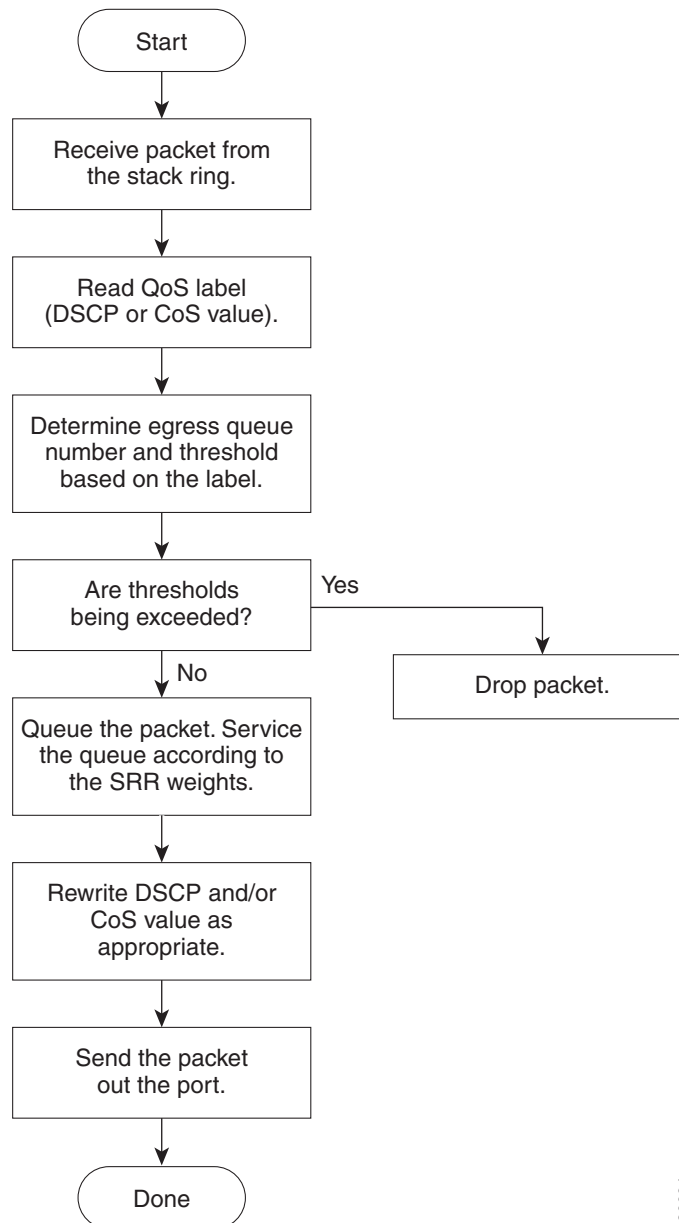 Start
Receive packet from
the stack ring.
Read QoS label
(DSCP or CoS value).
Determine egress queue
number and threshold
based on the label.
Are thresholds
being exceeded?
Yes
No
Drop packet.
Queue the packet. Service
the queue according to
the SRR weights.
Rewrite DSCP and/or
CoS value as
appropriate.
Send the packet
out the port.
Done